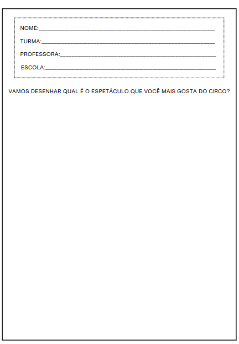 NOME:
TURMA:
PROFESSORA:
ESCOLA:
VAMOS DESENHAR QUAL É O ESPETÁCULO QUE VOCÊ MAIS GOSTA DO CIRCO?